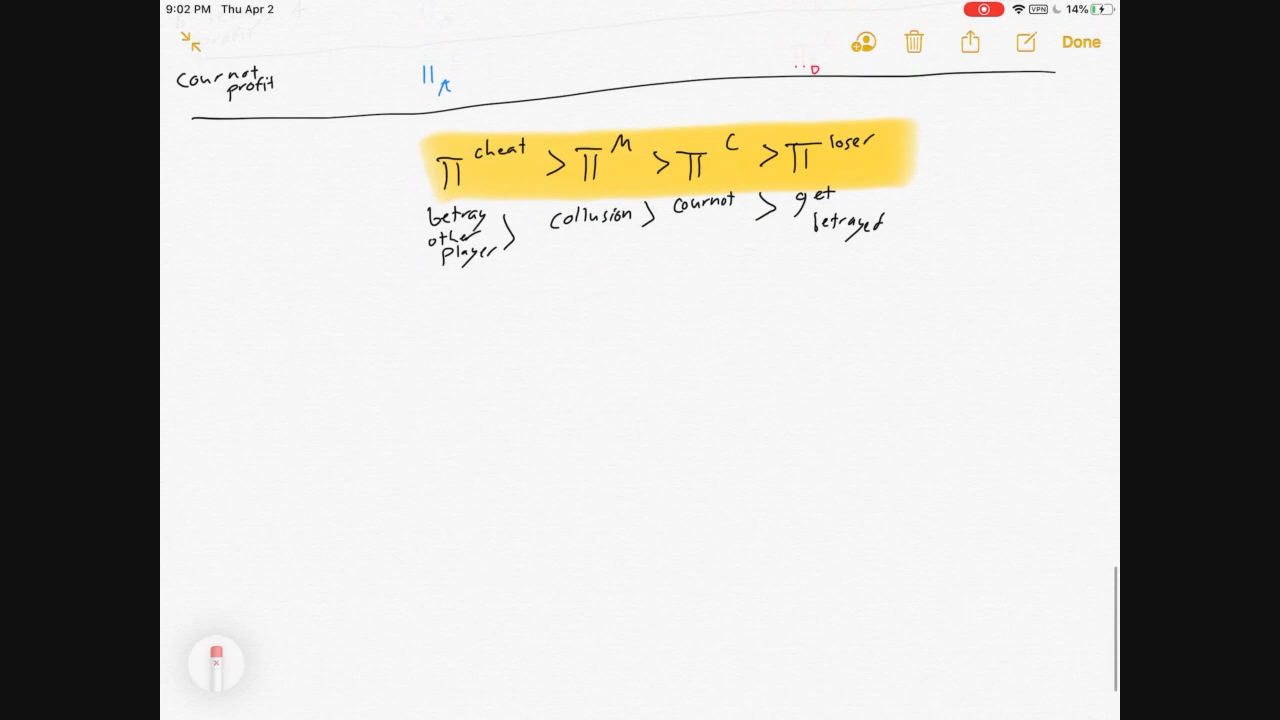 9:02 PM Thu Apr 2
VPN 14%
Done
Cournot
profit
π cheat > π M > π C > π loser
betray other player > collusion > cournot > get betrayed